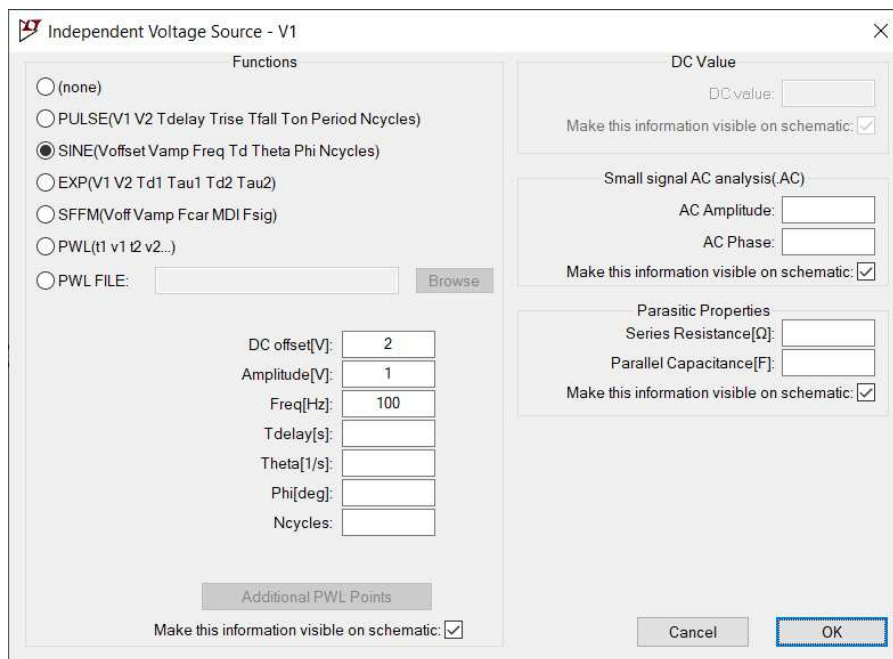 Independent Voltage Source - V1
Functions
(none)
PULSE(V1 V2 Tdelay Trise Tfall Ton Period Ncycles)
SINE(Voffset Vamp Freq Td Theta Phi Ncycles)
EXP(V1 V2 Td1 Tau1 Td2 Tau2)
SFFM(Voff Vamp Fcar MDI Fsig)
PWL(t1 v1 t2 v2...)
PWL FILE: Browse
DC offset[V]: 2
Amplitude[V]: 1
Freq[Hz]: 100
Tdelay[s]:
Theta[1/s]:
Phi[deg]:
Ncycles:
Additional PWL Points
Make this information visible on schematic:
DC Value
DC value:
Make this information visible on schematic:
Small signal AC analysis(.AC)
AC Amplitude:
AC Phase:
Make this information visible on schematic:
Parasitic Properties
Series Resistance[Ω]:
Parallel Capacitance[F]:
Make this information visible on schematic:
Cancel OK